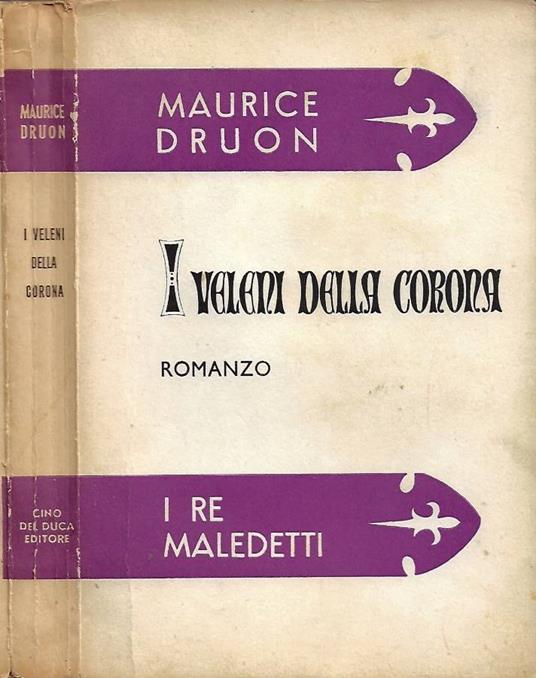 MAURICE
DRUON
I VELENI
DELLA
CORONA
CINO
DEL DUCA
EDITORE
MAURICE
DRUON
I VELENI DELLA CORONA
ROMANZO
I RE
MALEDETTI